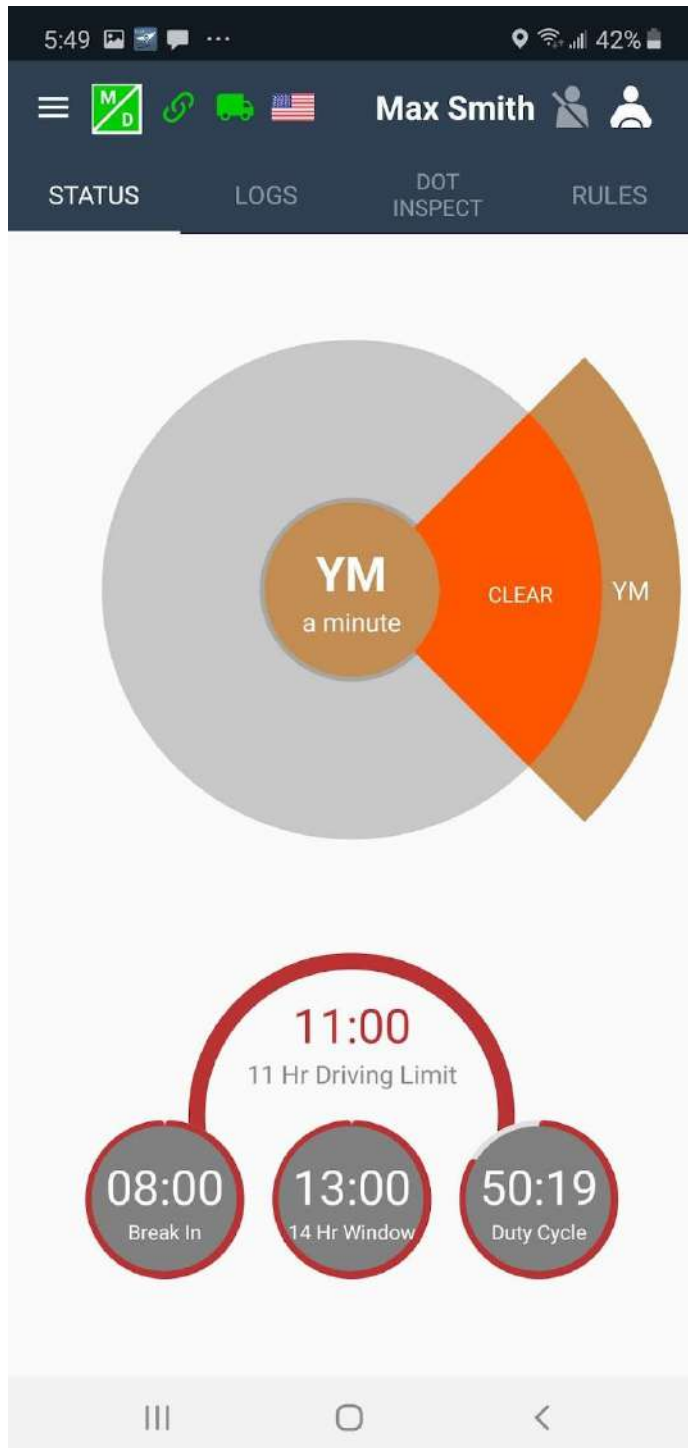 5:49 ... 42%
M/D Max Smith
STATUS LOGS DOT INSPECT RULES
YM
a minute
CLEAR
YM
11:00
11 Hr Driving Limit
08:00
Break In
13:00
14 Hr Window
50:19
Duty Cycle